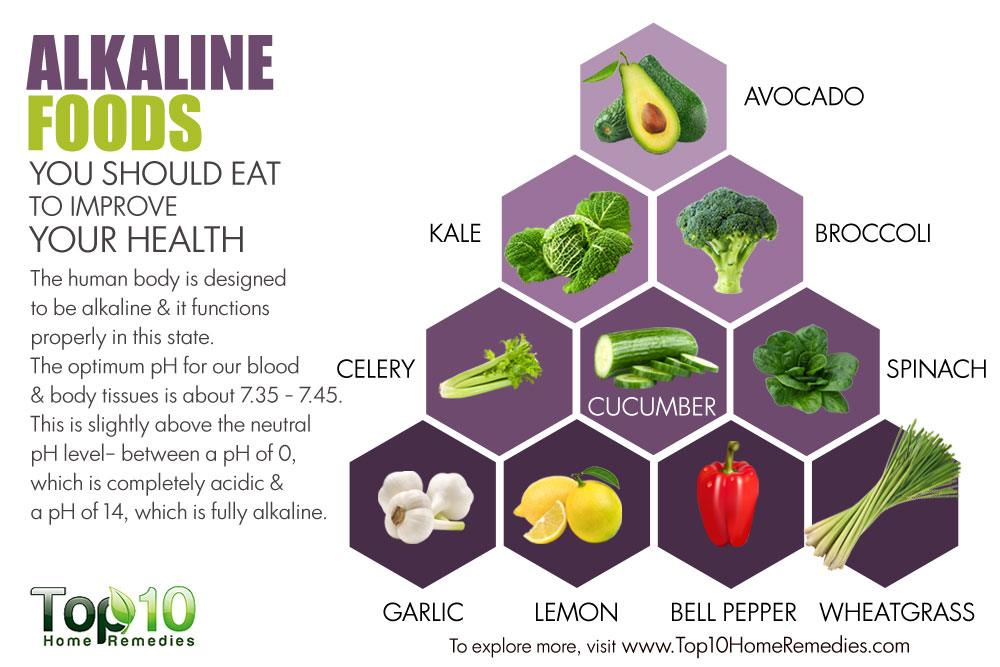 ALKALINE
FOODS
YOU SHOULD EAT
TO IMPROVE
YOUR HEALTH
The human body is designed
to be alkaline & it functions
properly in this state.
The optimum pH for our blood
& body tissues is about 7.35 – 7.45.
This is slightly above the neutral
pH level– between a pH of 0,
which is completely acidic &
a pH of 14, which is fully alkaline.
AVOCADO
KALE
BROCCOLI
CELERY
CUCUMBER
SPINACH
GARLIC
LEMON
BELL PEPPER
WHEATGRASS
Top10
Home Remedies
To explore more, visit www.Top10HomeRemedies.com